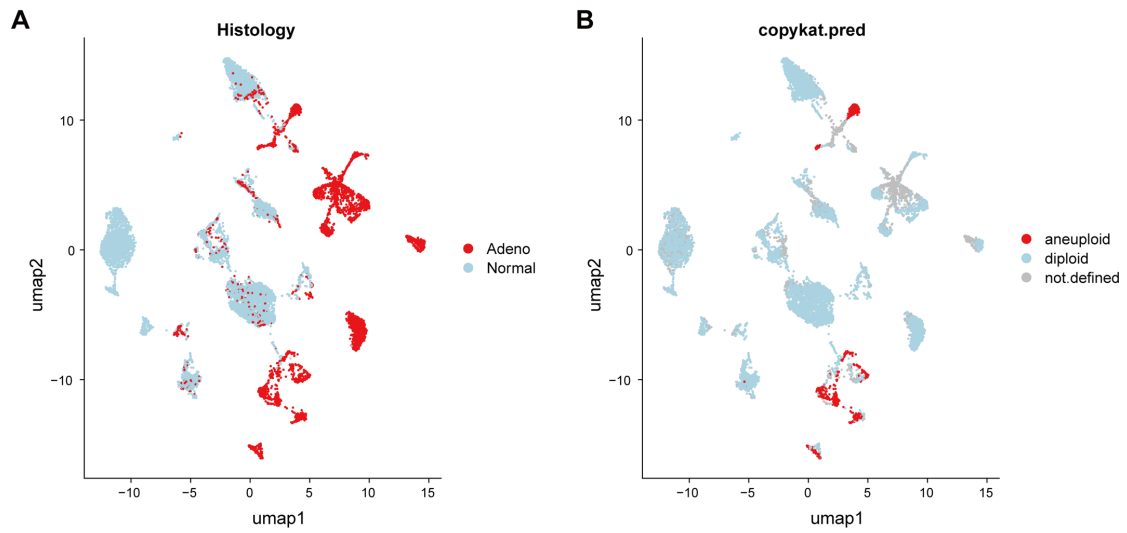 A
Histology
10
0
−10
umap2
−10
−5
0
5
10
15
umap1
Adeno
Normal
B
copykat.pred
10
0
−10
umap2
−10
−5
0
5
10
15
umap1
aneuploid
diploid
not.defined